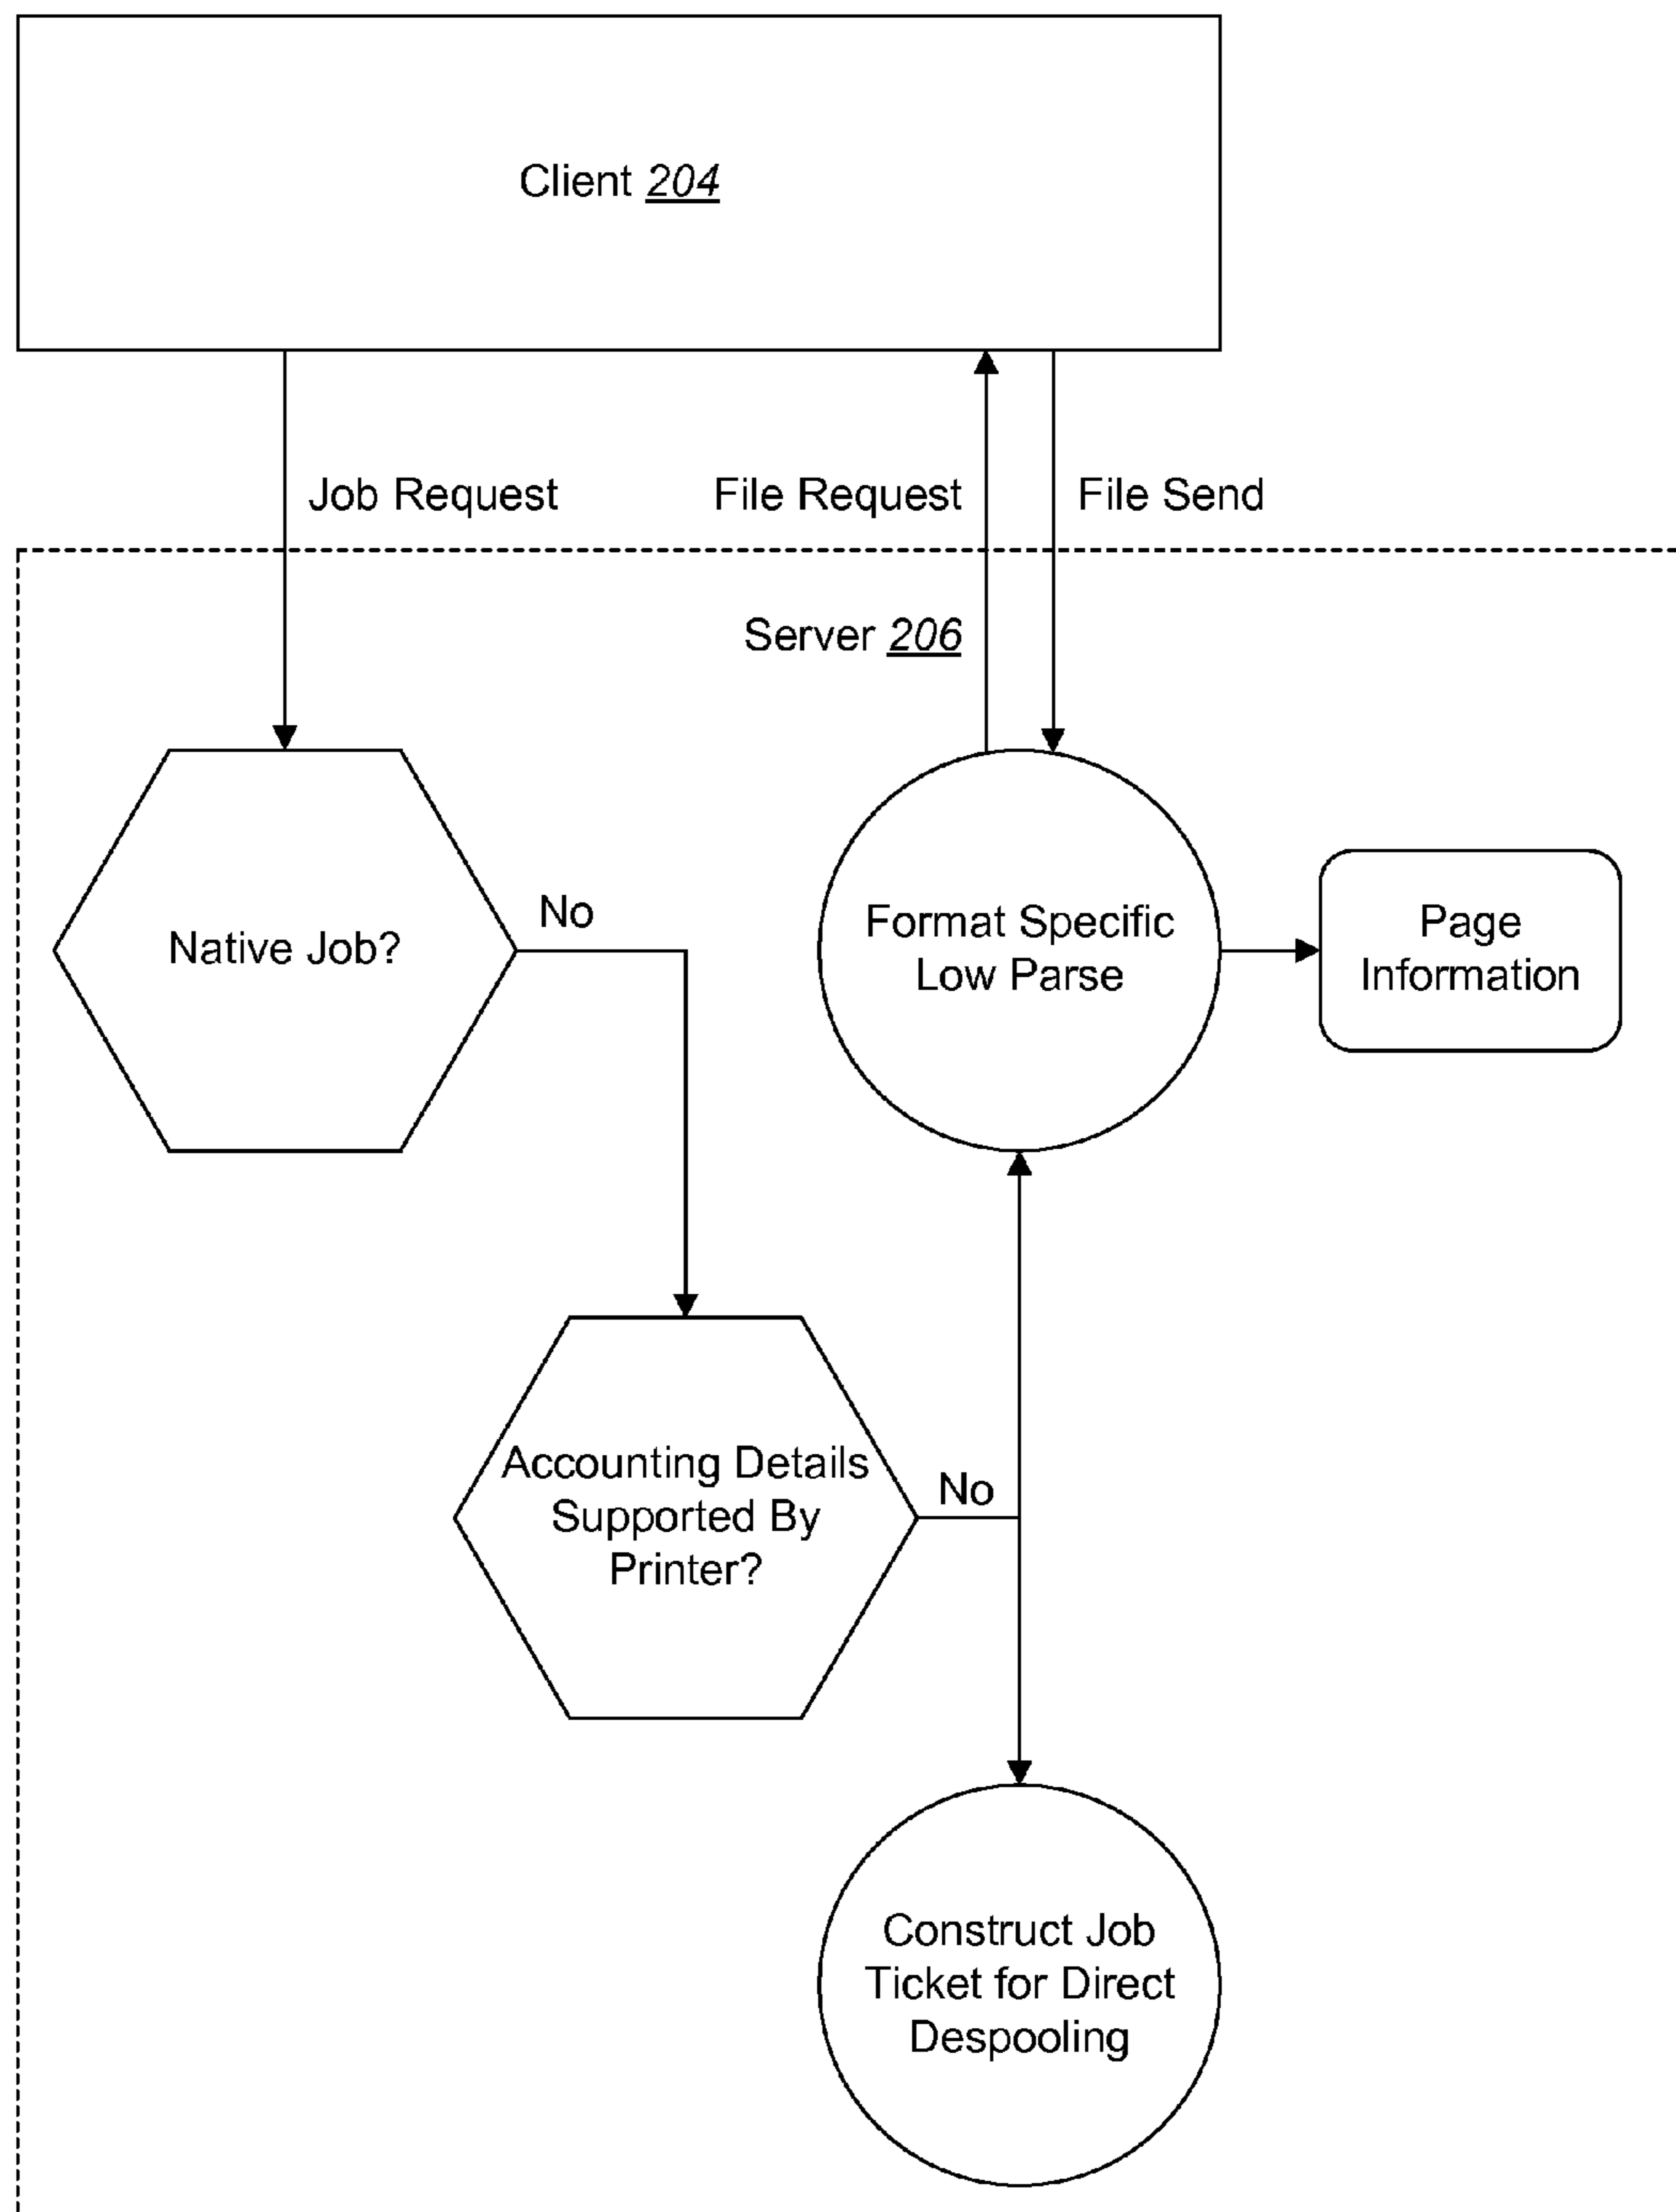 Client 204
Job Request
File Request
File Send
Server 206
Native Job?
No
Format Specific
Low Parse
Page
Information
Accounting Details
Supported By
Printer?
No
Construct Job
Ticket for Direct
Despooling